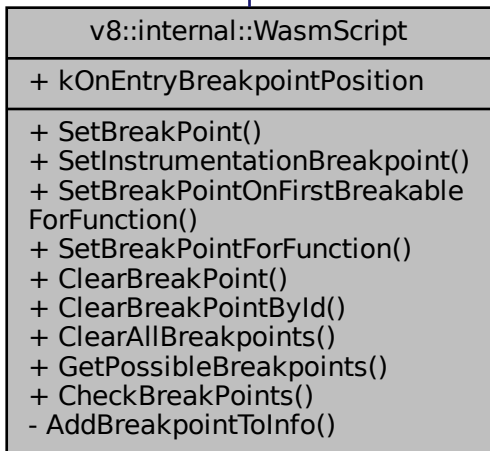 v8::internal::WasmScript
+ kOnEntryBreakpointPosition
+ SetBreakPoint()
+ SetInstrumentationBreakpoint()
+ SetBreakPointOnFirstBreakable
ForFunction()
+ SetBreakPointForFunction()
+ ClearBreakPoint()
+ ClearBreakPointById()
+ ClearAllBreakpoints()
+ GetPossibleBreakpoints()
+ CheckBreakPoints()
- AddBreakpointToInfo()